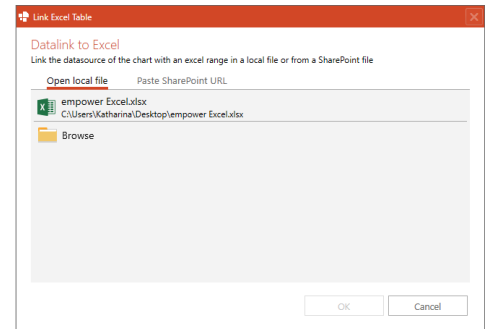 Link Excel Table
Datalink to Excel
Link the datasource of the chart with an excel range in a local file or from a SharePoint file
Open local file Paste SharePoint URL
empower Excel.xlsx
C:\Users\Katharina\Desktop\empower Excel.xlsx
Browse
OK Cancel